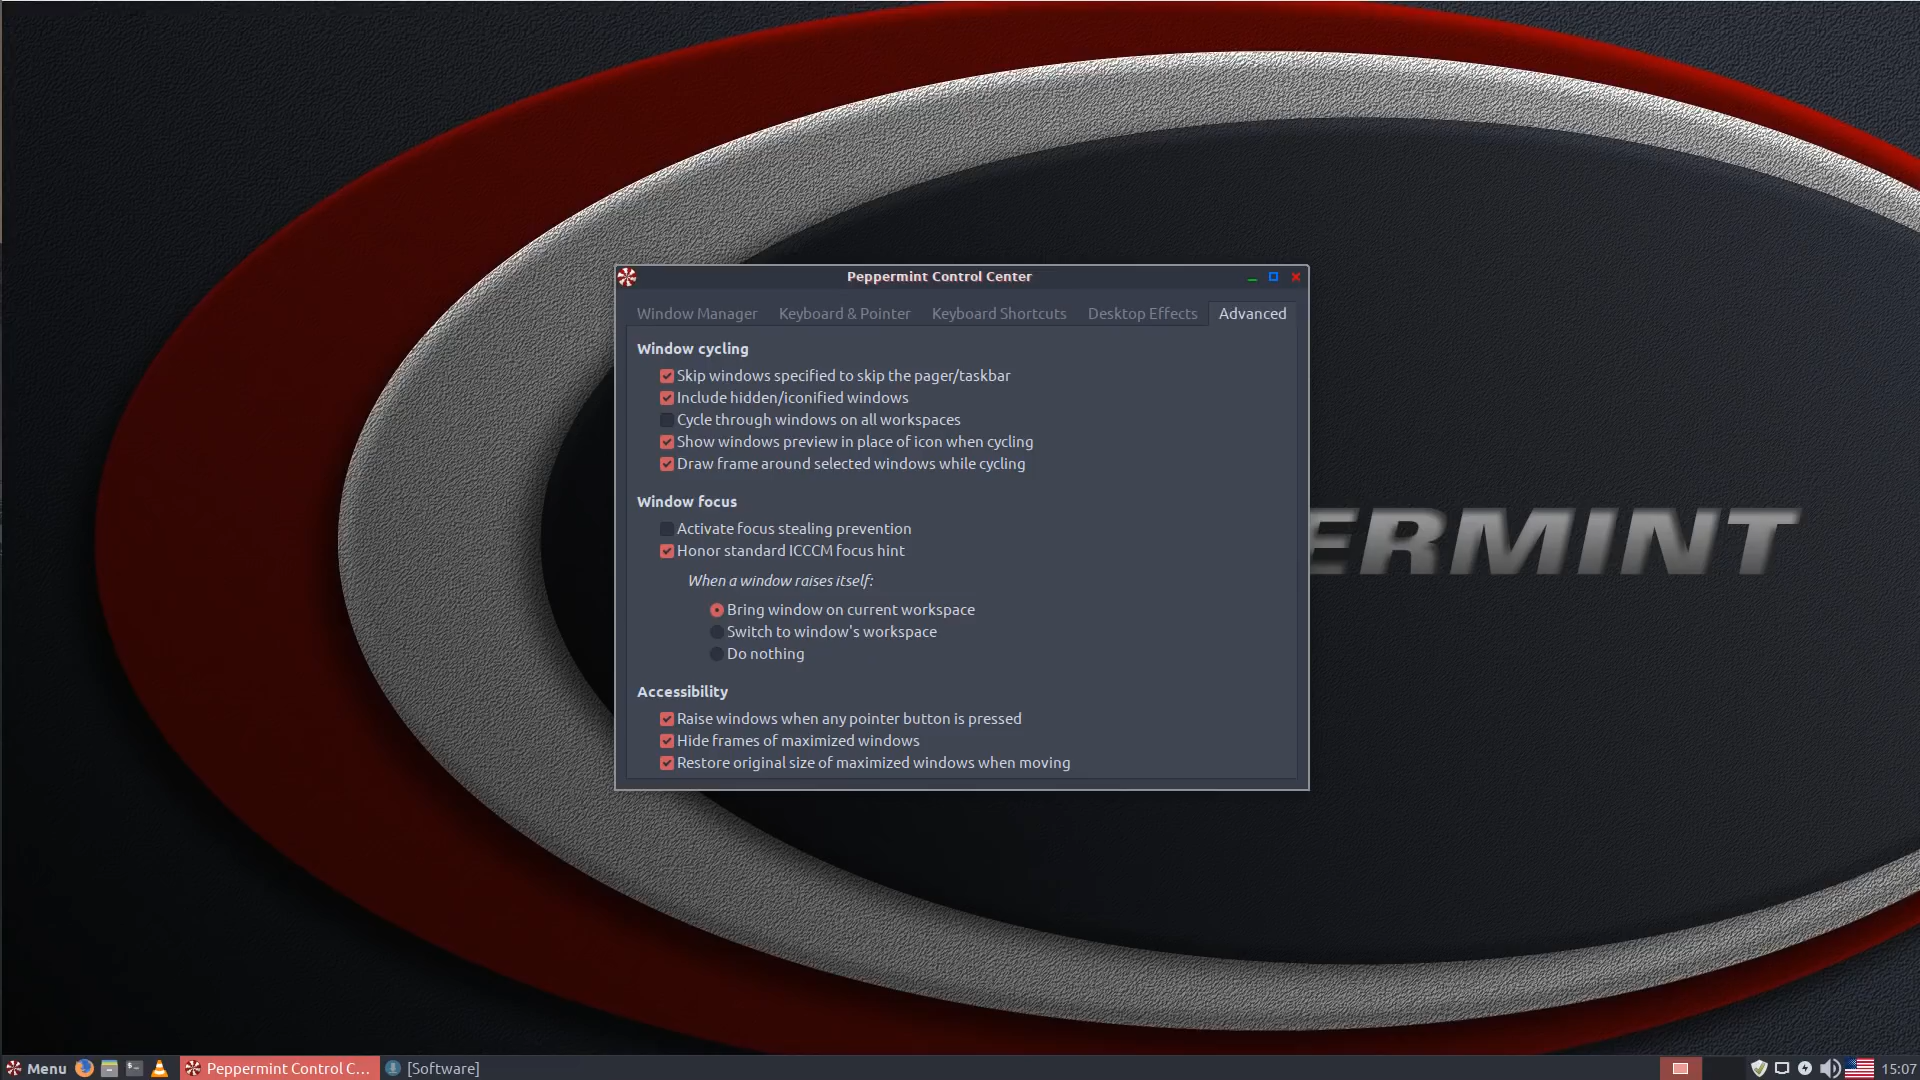 Peppermint Control Center
Window Manager Keyboard & Pointer Keyboard Shortcuts Desktop Effects Advanced
Window cycling
Skip windows specified to skip the pager/taskbar
Include hidden/iconified windows
Cycle through windows on all workspaces
Show windows preview in place of icon when cycling
Draw frame around selected windows while cycling
Window focus
Activate focus stealing prevention
Honor standard ICCCM focus hint
When a window raises itself:
Bring window on current workspace
Switch to window's workspace
Do nothing
Accessibility
Raise windows when any pointer button is pressed
Hide frames of maximized windows
Restore original size of maximized windows when moving
ERMINT
Menu Peppermint Control C... [Software] 15:07